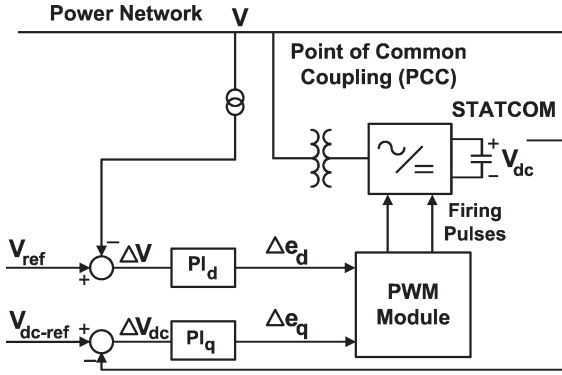 Power Network V
Point of Common
Coupling (PCC)
STATCOM
+
V_dc
−
Firing
Pulses
V_ref
−
+
ΔV
PI_d
Δe_d
PWM
Module
V_dc-ref
+
−
ΔV_dc
PI_q
Δe_q